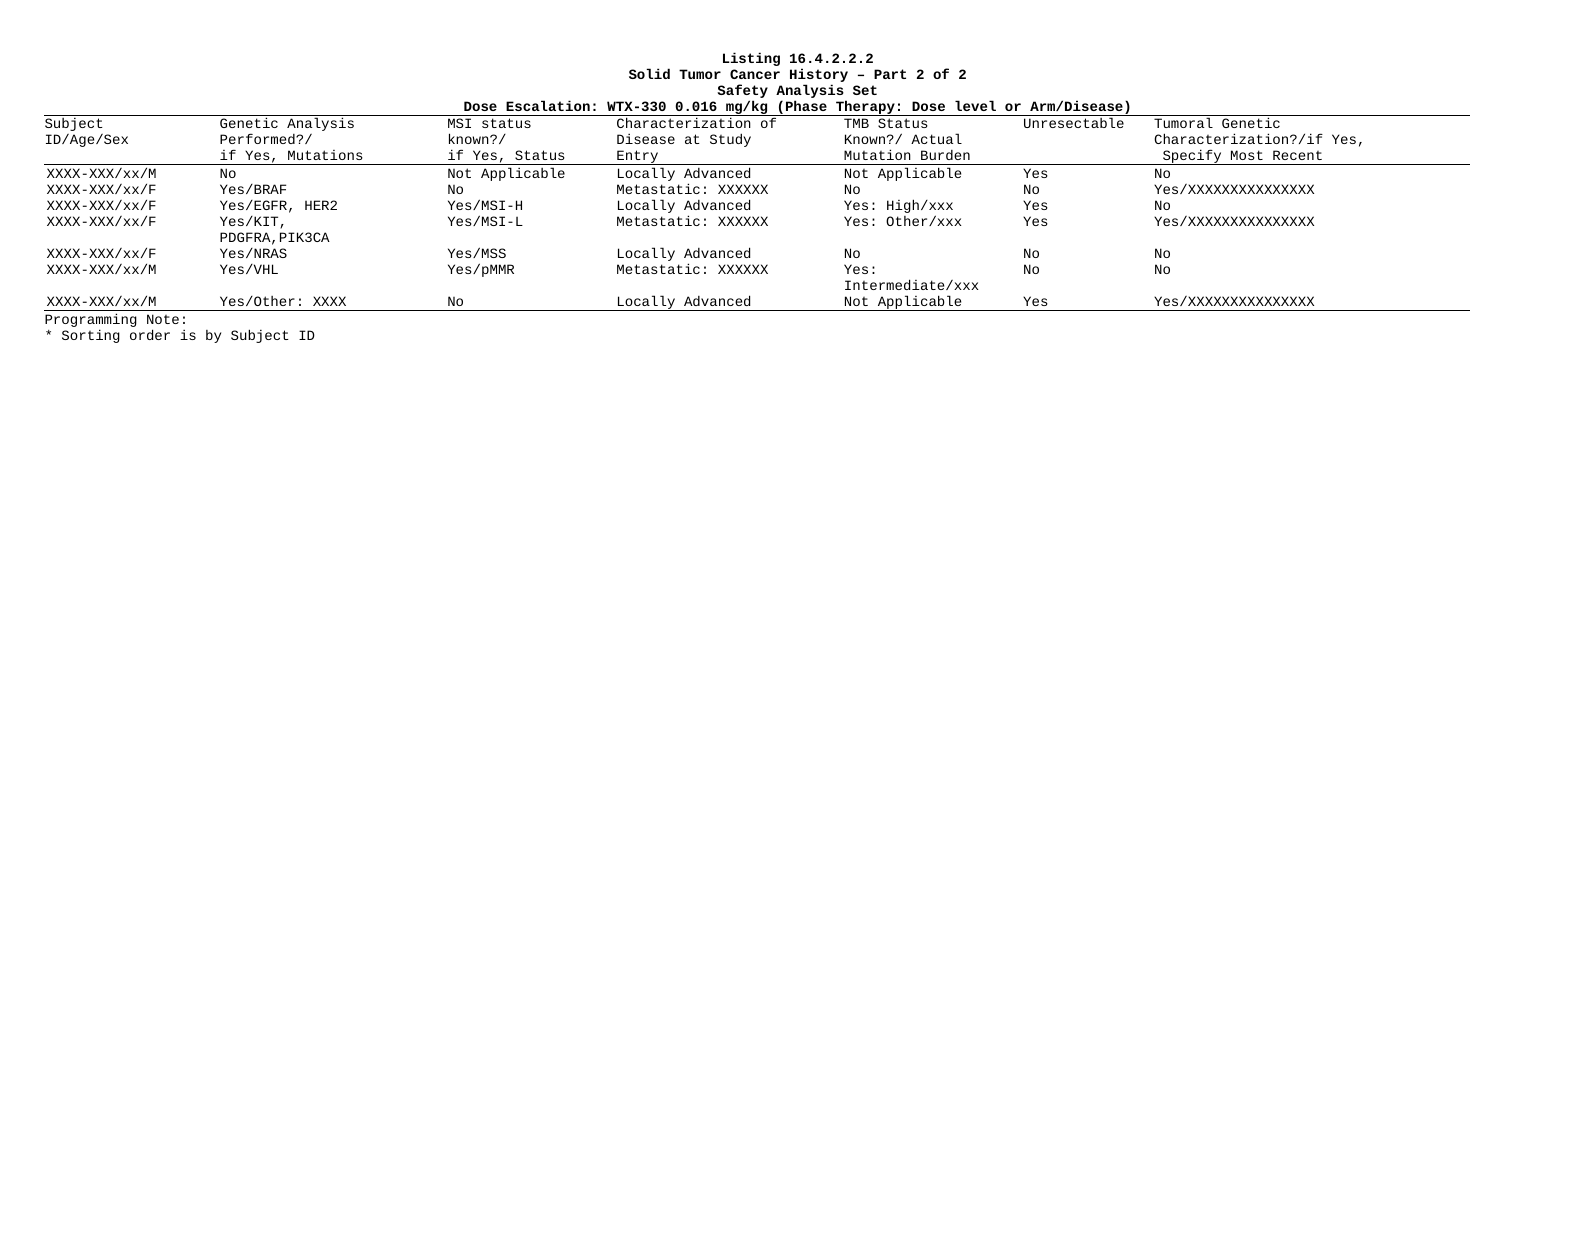 Listing 16.4.2.2.2
Solid Tumor Cancer History – Part 2 of 2
Safety Analysis Set
Dose Escalation: WTX-330 0.016 mg/kg (Phase Therapy: Dose level or Arm/Disease)
Subject Genetic Analysis MSI status Characterization of TMB Status Unresectable Tumoral Genetic
ID/Age/Sex Performed?/ known?/ Disease at Study Known?/ Actual Characterization?/if Yes,
if Yes, Mutations if Yes, Status Entry Mutation Burden Specify Most Recent
XXXX-XXX/xx/M No Not Applicable Locally Advanced Not Applicable Yes No
XXXX-XXX/xx/F Yes/BRAF No Metastatic: XXXXXX No No Yes/XXXXXXXXXXXXXXX
XXXX-XXX/xx/F Yes/EGFR, HER2 Yes/MSI-H Locally Advanced Yes: High/xxx Yes No
XXXX-XXX/xx/F Yes/KIT, Yes/MSI-L Metastatic: XXXXXX Yes: Other/xxx Yes Yes/XXXXXXXXXXXXXXX
PDGFRA,PIK3CA
XXXX-XXX/xx/F Yes/NRAS Yes/MSS Locally Advanced No No No
XXXX-XXX/xx/M Yes/VHL Yes/pMMR Metastatic: XXXXXX Yes: No No
Intermediate/xxx
XXXX-XXX/xx/M Yes/Other: XXXX No Locally Advanced Not Applicable Yes Yes/XXXXXXXXXXXXXXX
Programming Note:
* Sorting order is by Subject ID